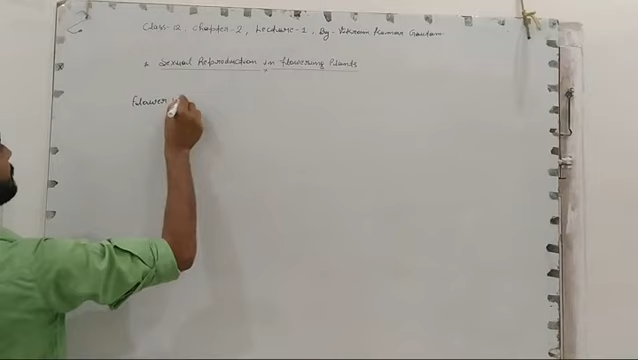 Class-12, Chapter-2, Lecture-1, By- Vikram Kumar Gautam
* Sexual Reproduction in flowering Plants
Flower